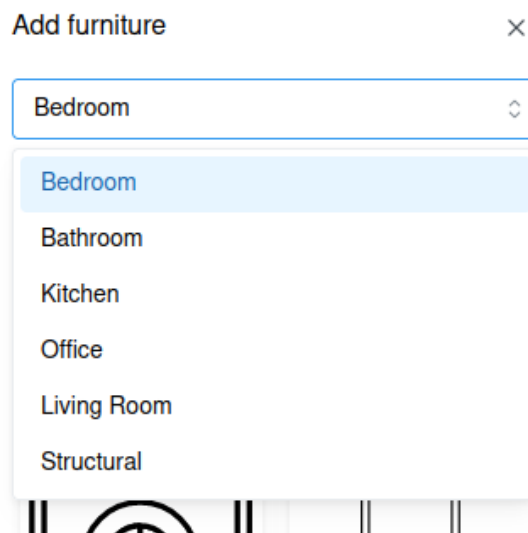 Add furniture
Bedroom
Bedroom
Bathroom
Kitchen
Office
Living Room
Structural